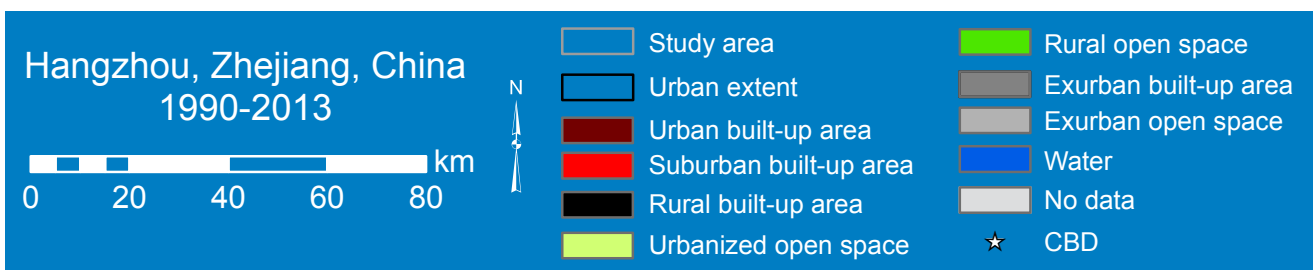 Hangzhou, Zhejiang, China
1990-2013
km
0 20 40 60 80
N
Study area
Urban extent
Urban built-up area
Suburban built-up area
Rural built-up area
Urbanized open space
Rural open space
Exurban built-up area
Exurban open space
Water
No data
CBD